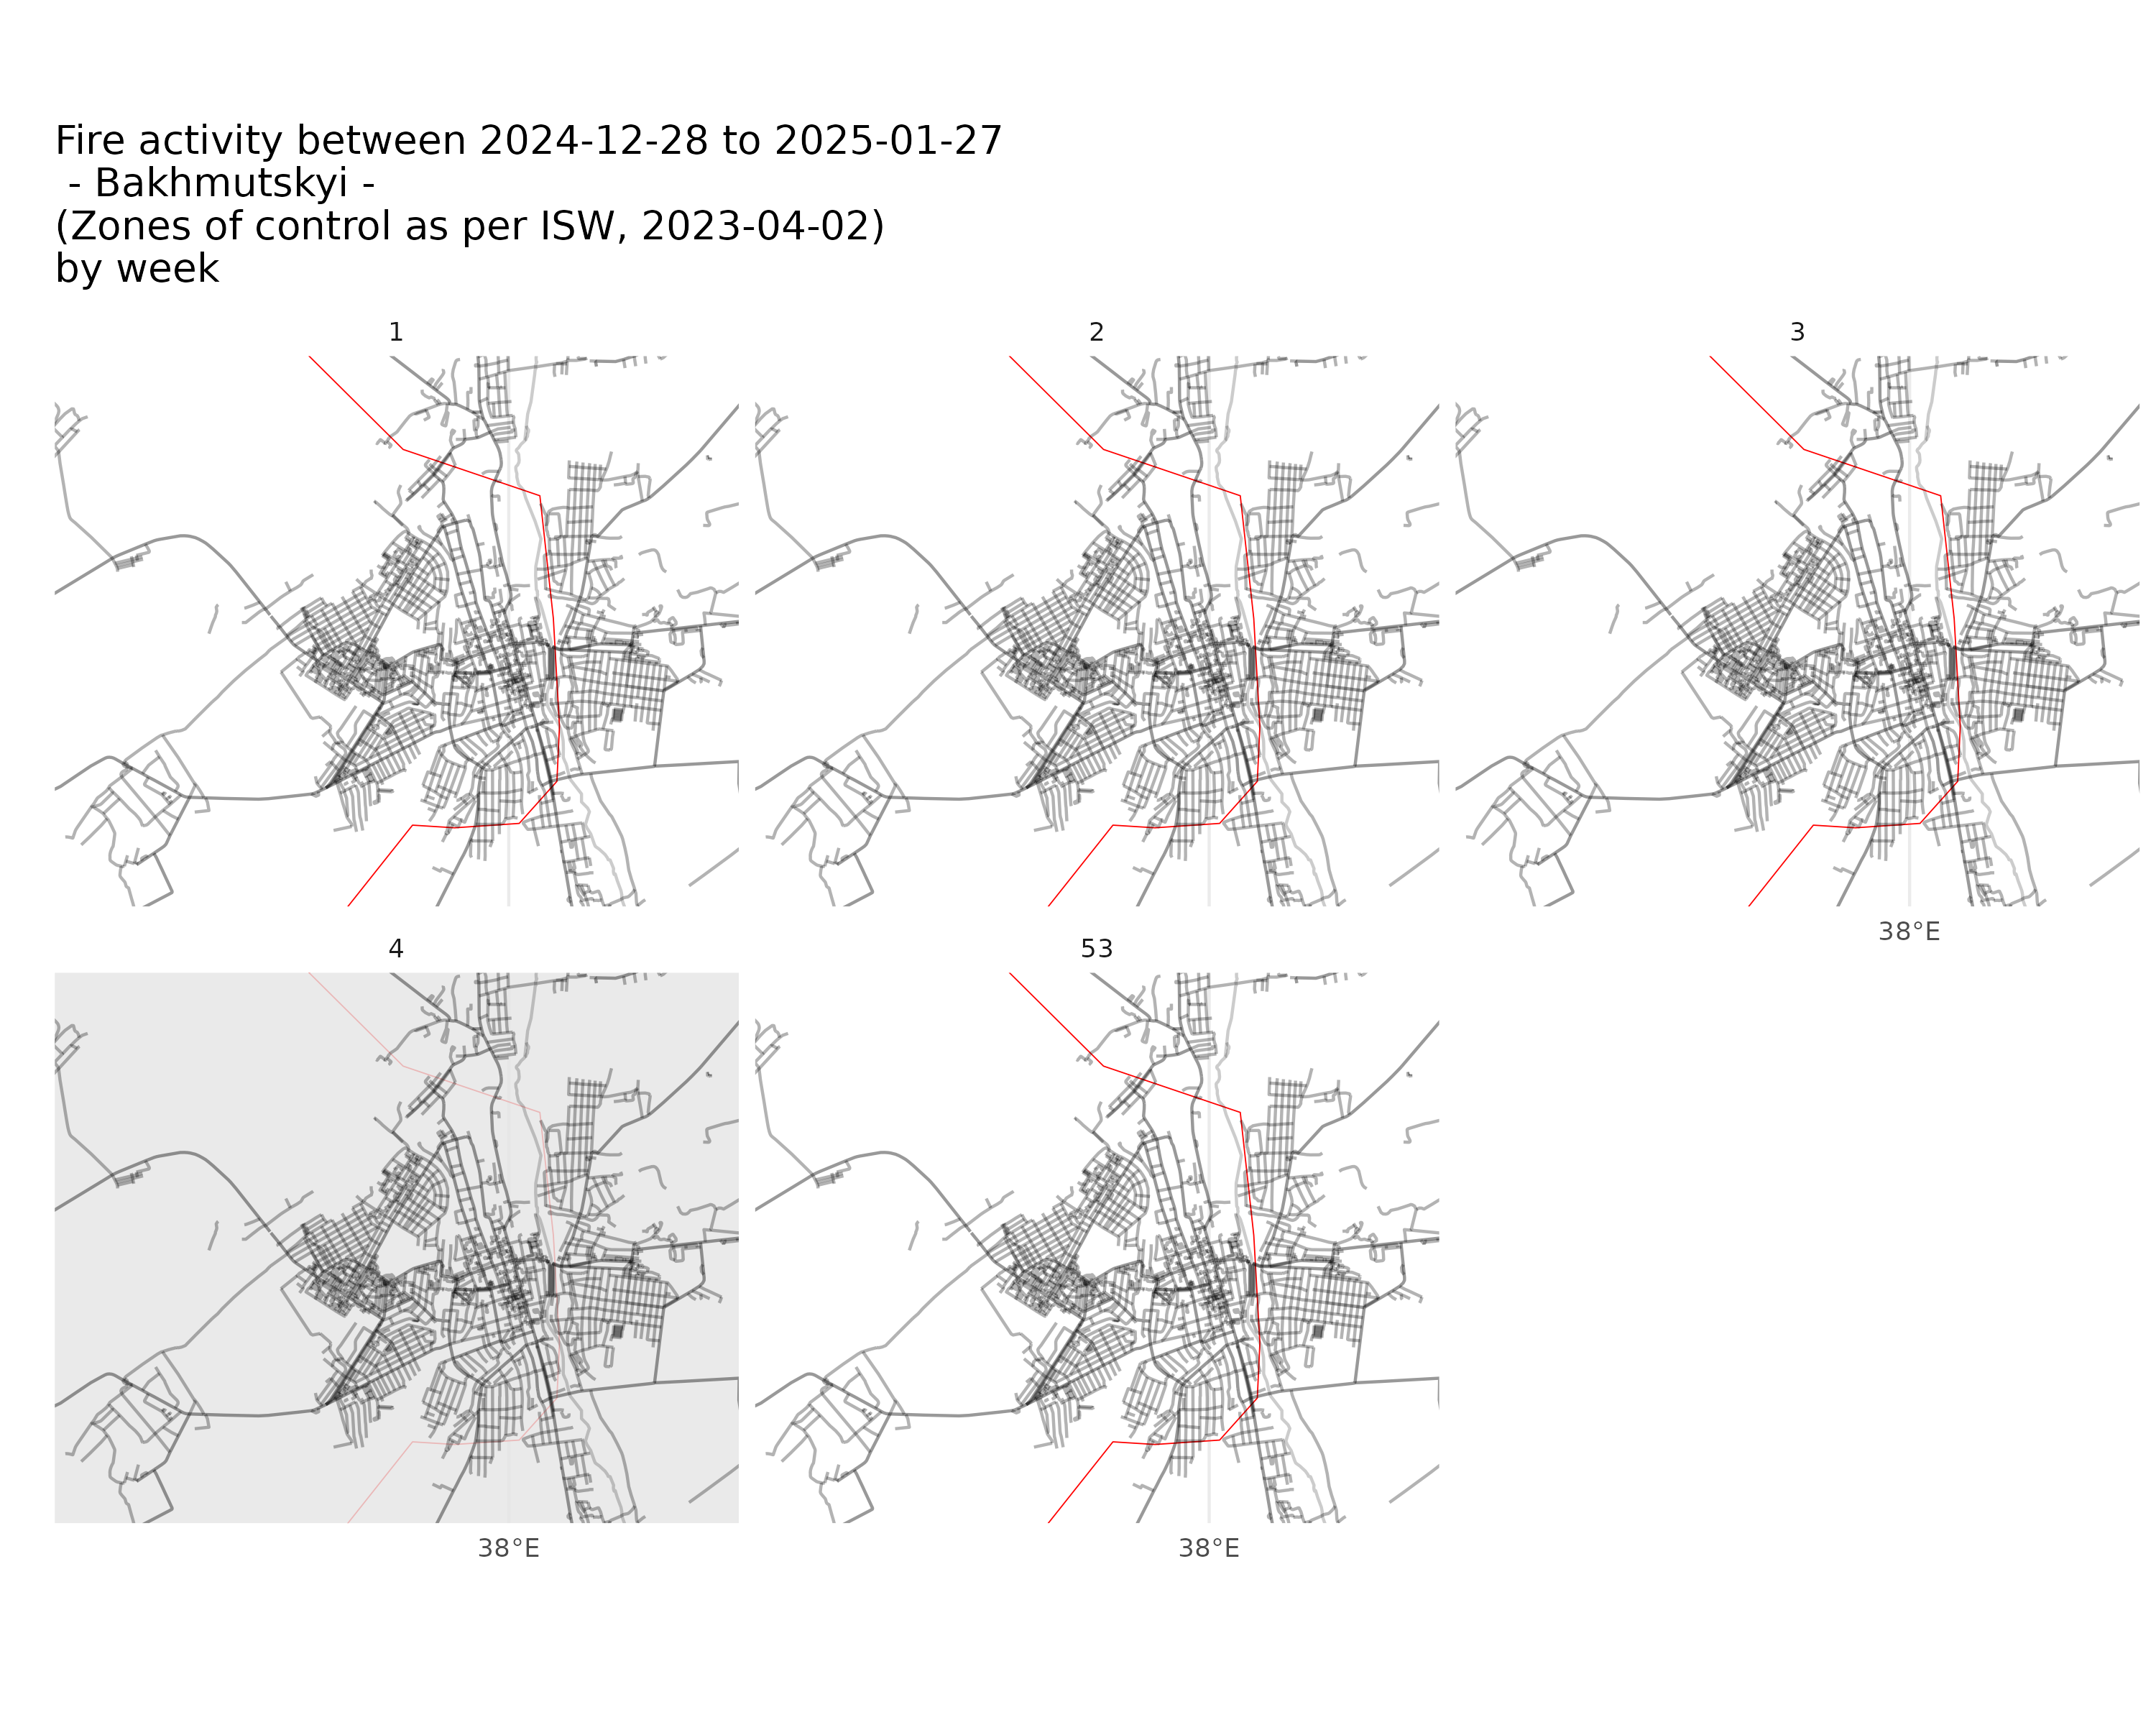 Fire activity between 2024-12-28 to 2025-01-27
- Bakhmutskyi -
(Zones of control as per ISW, 2023-04-02)
by week
1
2
3
38°E
4
53
38°E
38°E